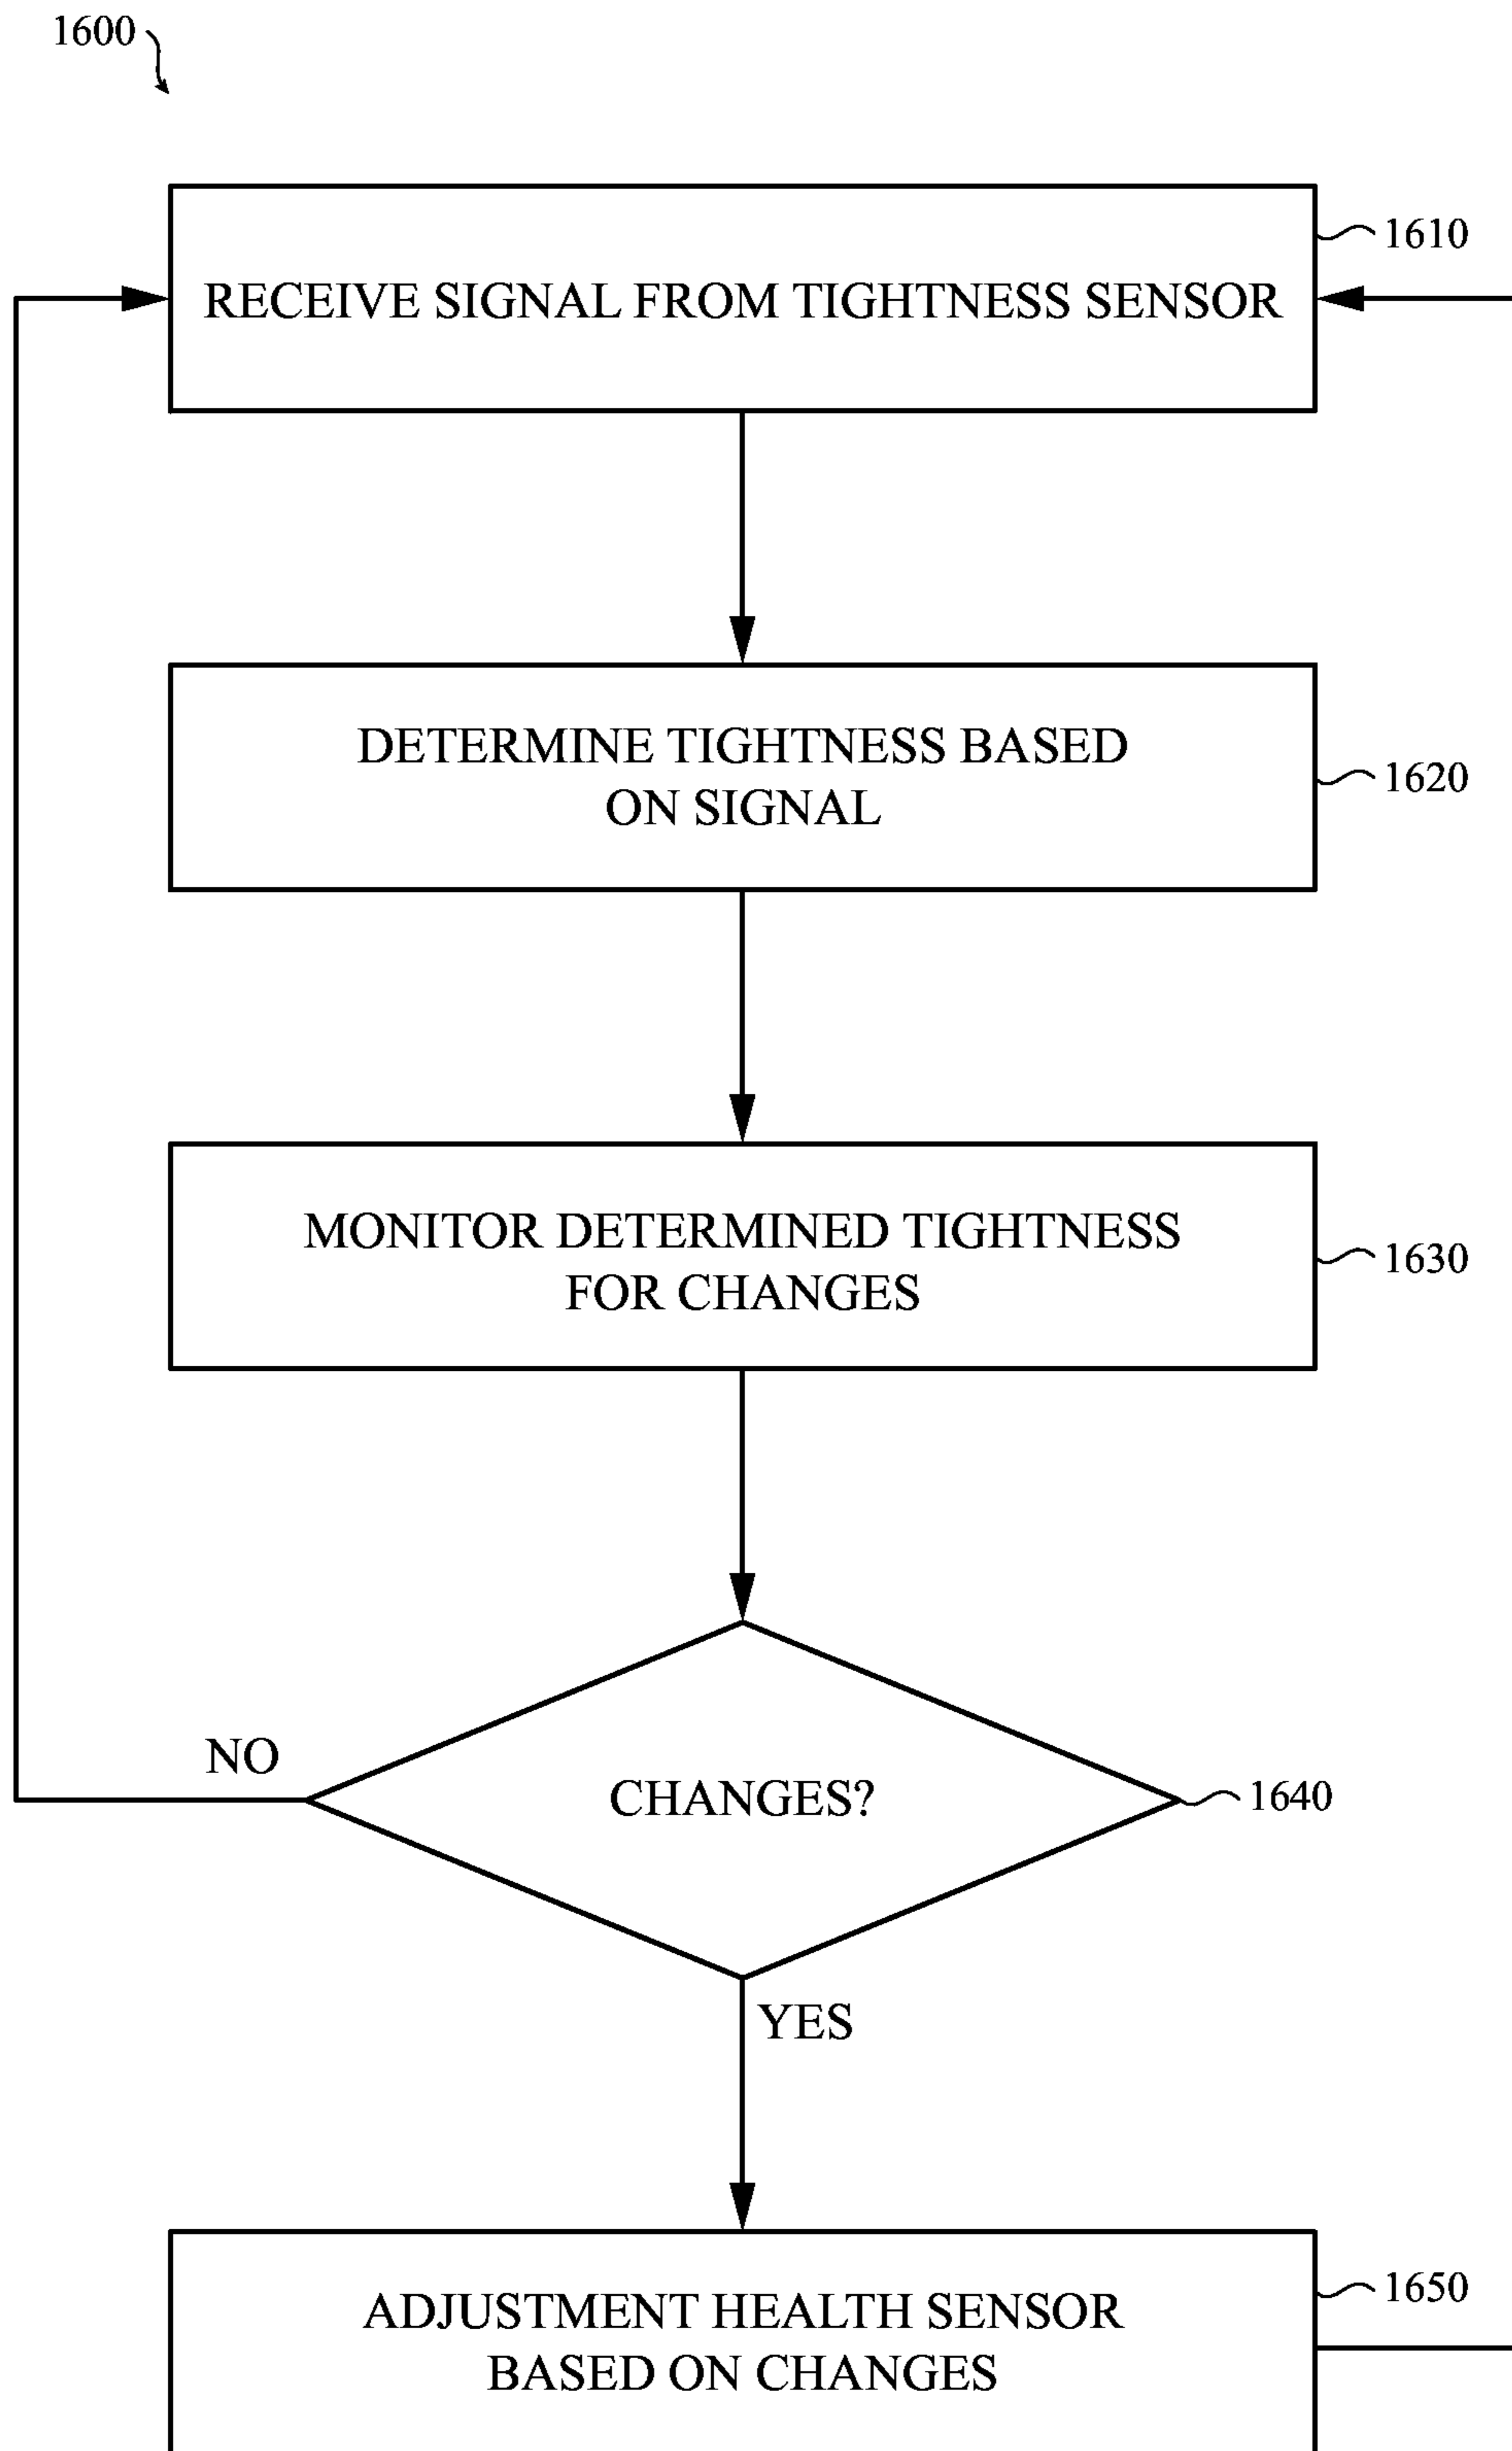 1600
RECEIVE SIGNAL FROM TIGHTNESS SENSOR
1610
DETERMINE TIGHTNESS BASED
ON SIGNAL
1620
MONITOR DETERMINED TIGHTNESS
FOR CHANGES
1630
NO
CHANGES?
1640
YES
ADJUSTMENT HEALTH SENSOR
BASED ON CHANGES
1650